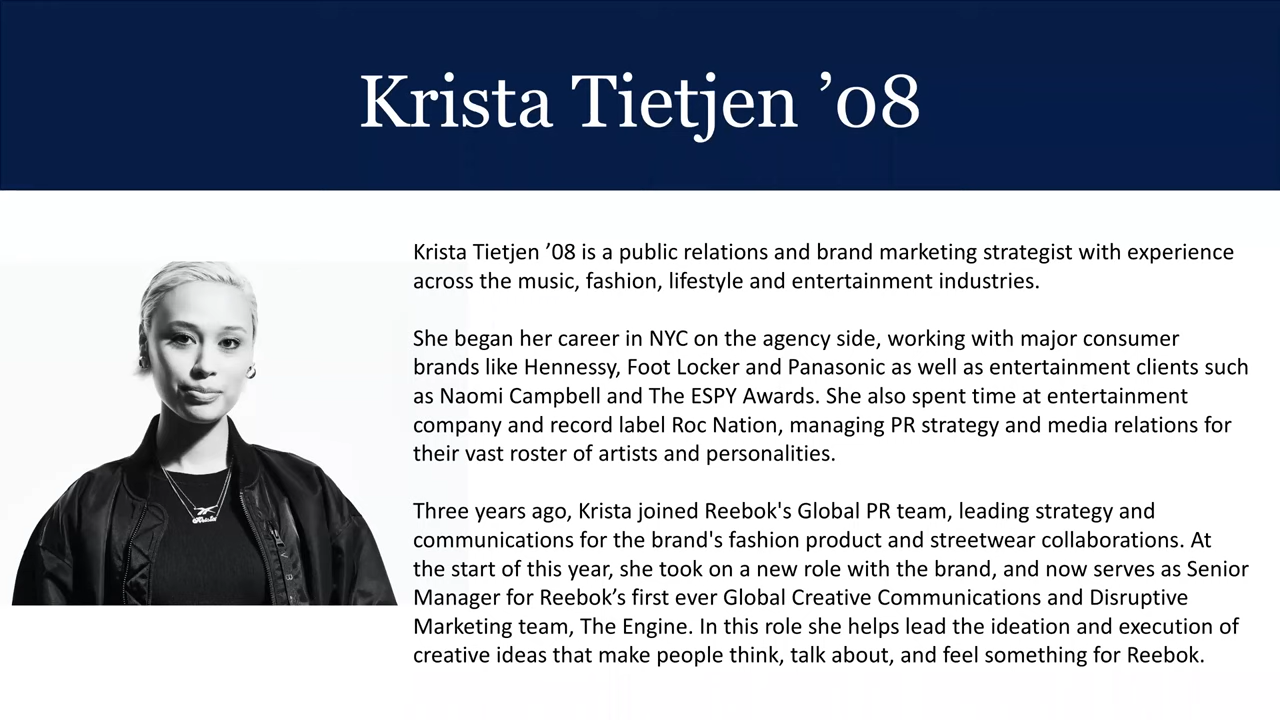 Krista Tietjen ’08
Krista Tietjen ’08 is a public relations and brand marketing strategist with experience
across the music, fashion, lifestyle and entertainment industries.
She began her career in NYC on the agency side, working with major consumer
brands like Hennessy, Foot Locker and Panasonic as well as entertainment clients such
as Naomi Campbell and The ESPY Awards. She also spent time at entertainment
company and record label Roc Nation, managing PR strategy and media relations for
their vast roster of artists and personalities.
Three years ago, Krista joined Reebok's Global PR team, leading strategy and
communications for the brand's fashion product and streetwear collaborations. At
the start of this year, she took on a new role with the brand, and now serves as Senior
Manager for Reebok’s first ever Global Creative Communications and Disruptive
Marketing team, The Engine. In this role she helps lead the ideation and execution of
creative ideas that make people think, talk about, and feel something for Reebok.